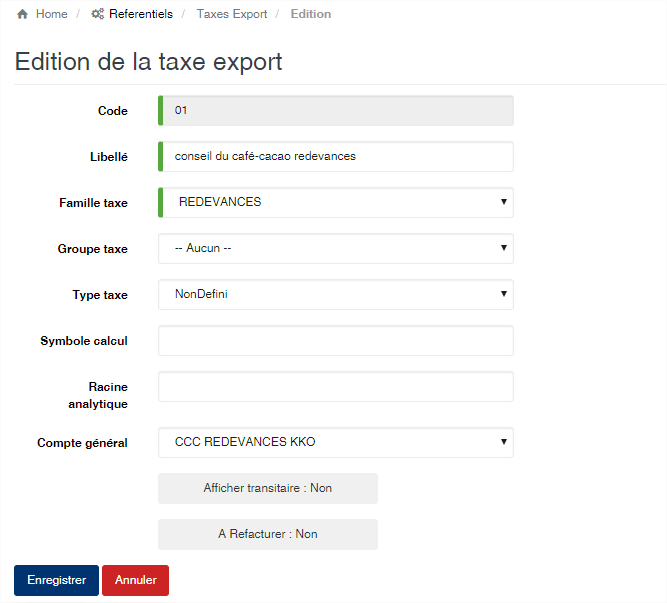 Home / Referentiels / Taxes Export / Edition
Edition de la taxe export
Code 01
Libellé conseil du café-cacao redevances
Famille taxe REDEVANCES
Groupe taxe -- Aucun --
Type taxe NonDefini
Symbole calcul
Racine
analytique
Compte général CCC REDEVANCES KKO
Afficher transitaire : Non
A Refacturer : Non
Enregistrer Annuler